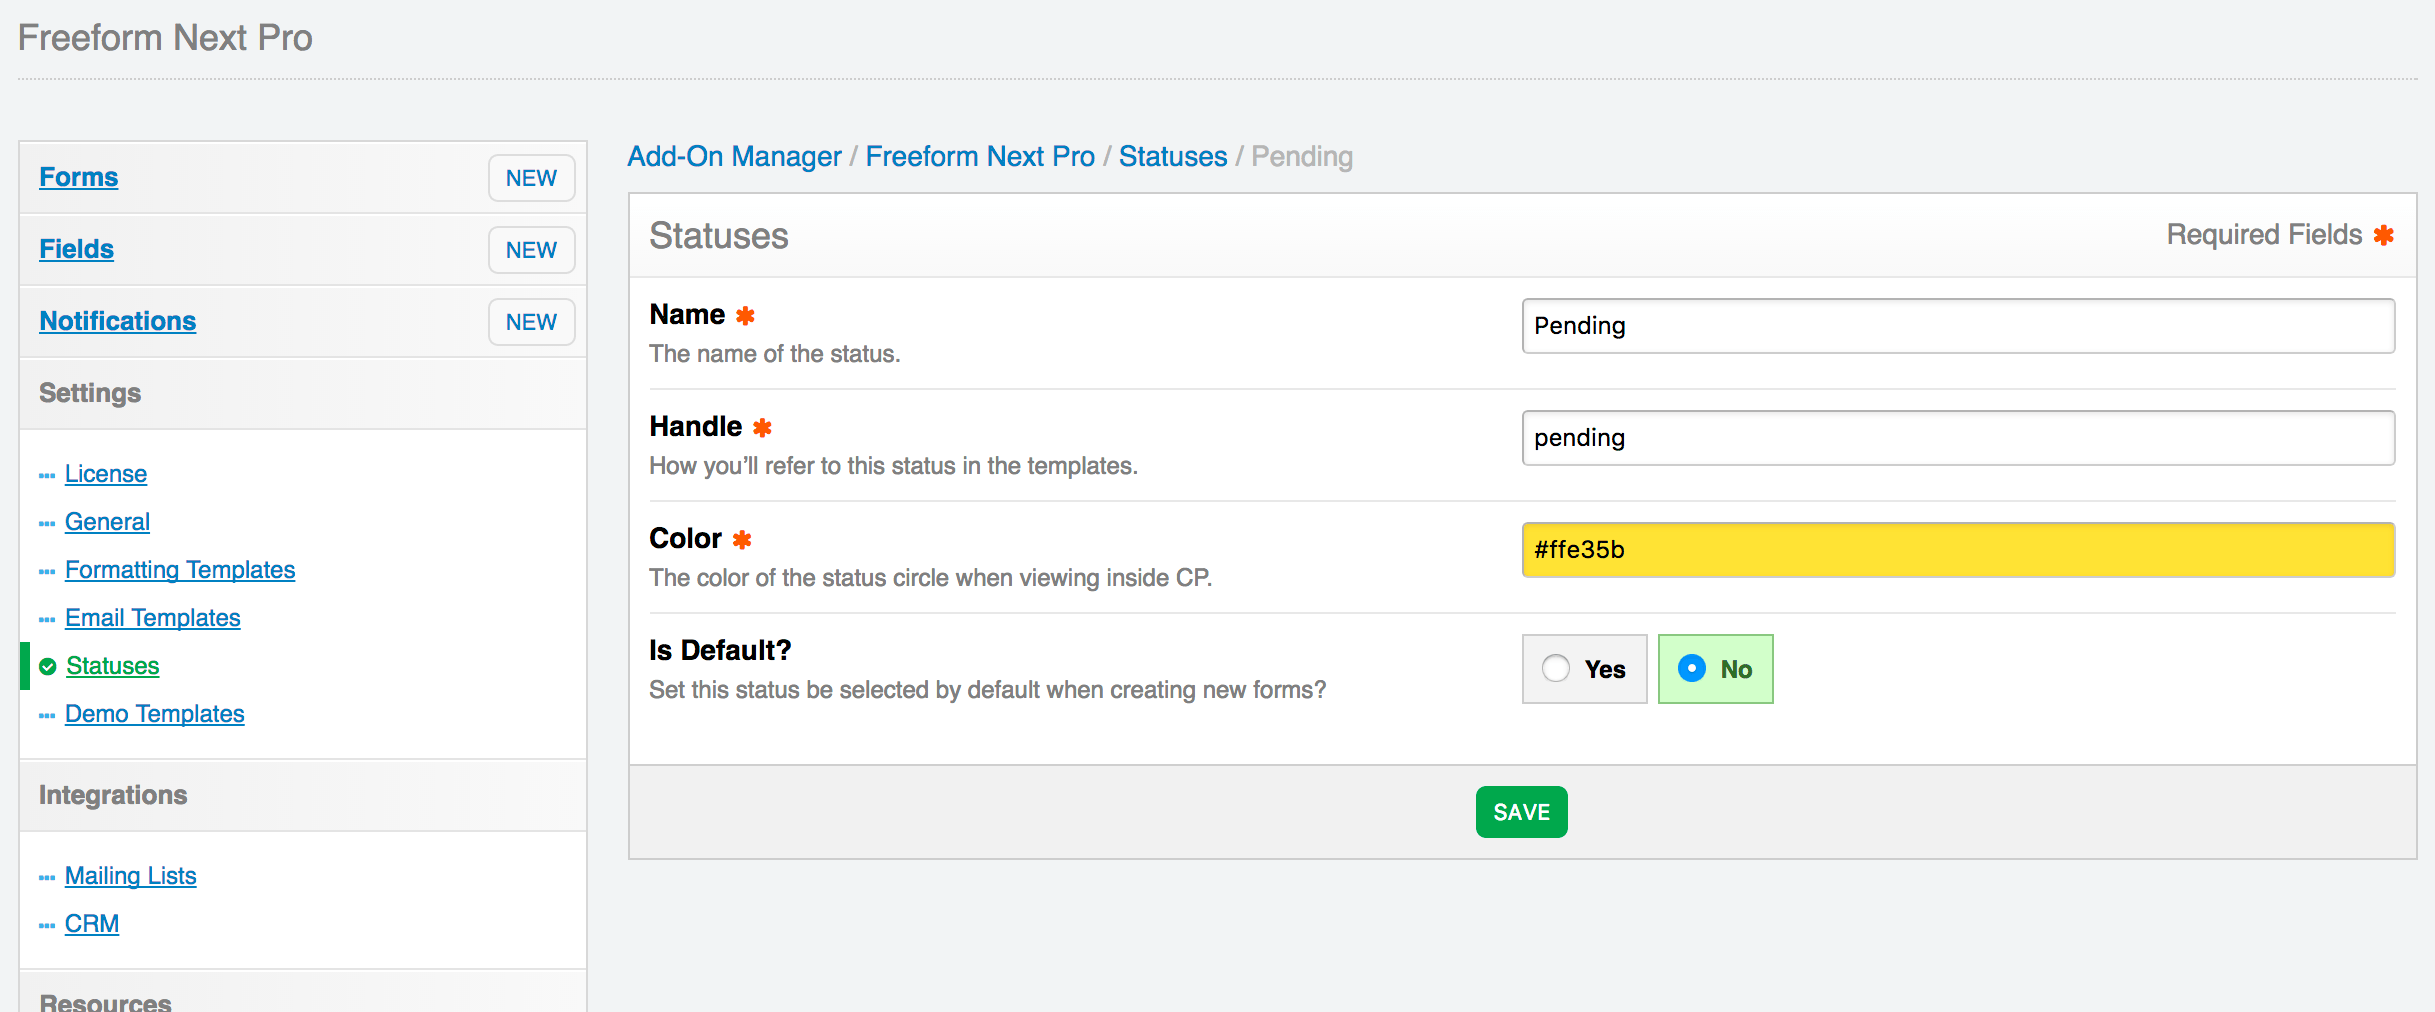 Freeform Next Pro
Forms NEW
Fields NEW
Notifications NEW
Settings
License
General
Formatting Templates
Email Templates
Statuses
Demo Templates
Integrations
Mailing Lists
CRM
Resources
Add-On Manager / Freeform Next Pro / Statuses / Pending
Statuses Required Fields ✱
Name ✱
The name of the status.
Pending
Handle ✱
How you’ll refer to this status in the templates.
pending
Color ✱
The color of the status circle when viewing inside CP.
#ffe35b
Is Default?
Set this status be selected by default when creating new forms?
Yes No
SAVE